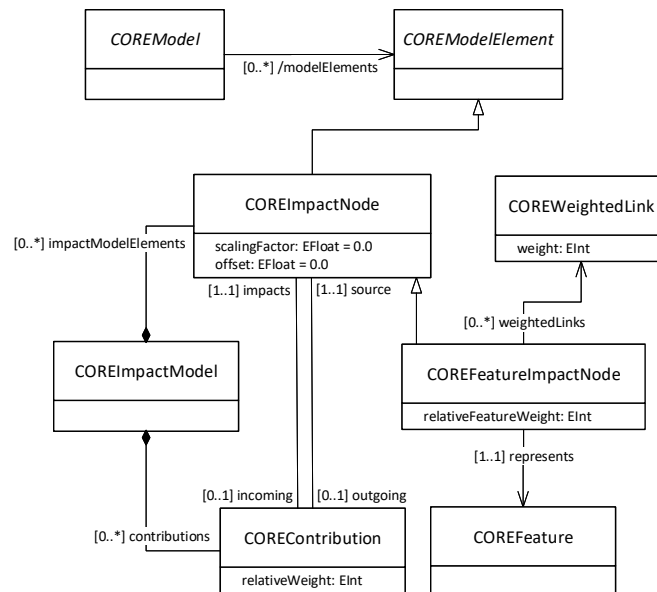 COREModel
COREModelElement
[0..*] /modelElements
COREImpactNode
scalingFactor: EFloat = 0.0
offset: EFloat = 0.0
COREWeightedLink
weight: EInt
[0..*] impactModelElements
[1..1] impacts
[1..1] source
[0..*] weightedLinks
COREImpactModel
COREFeatureImpactNode
relativeFeatureWeight: EInt
[1..1] represents
[0..1] incoming
[0..1] outgoing
[0..*] contributions
COREContribution
relativeWeight: EInt
COREFeature